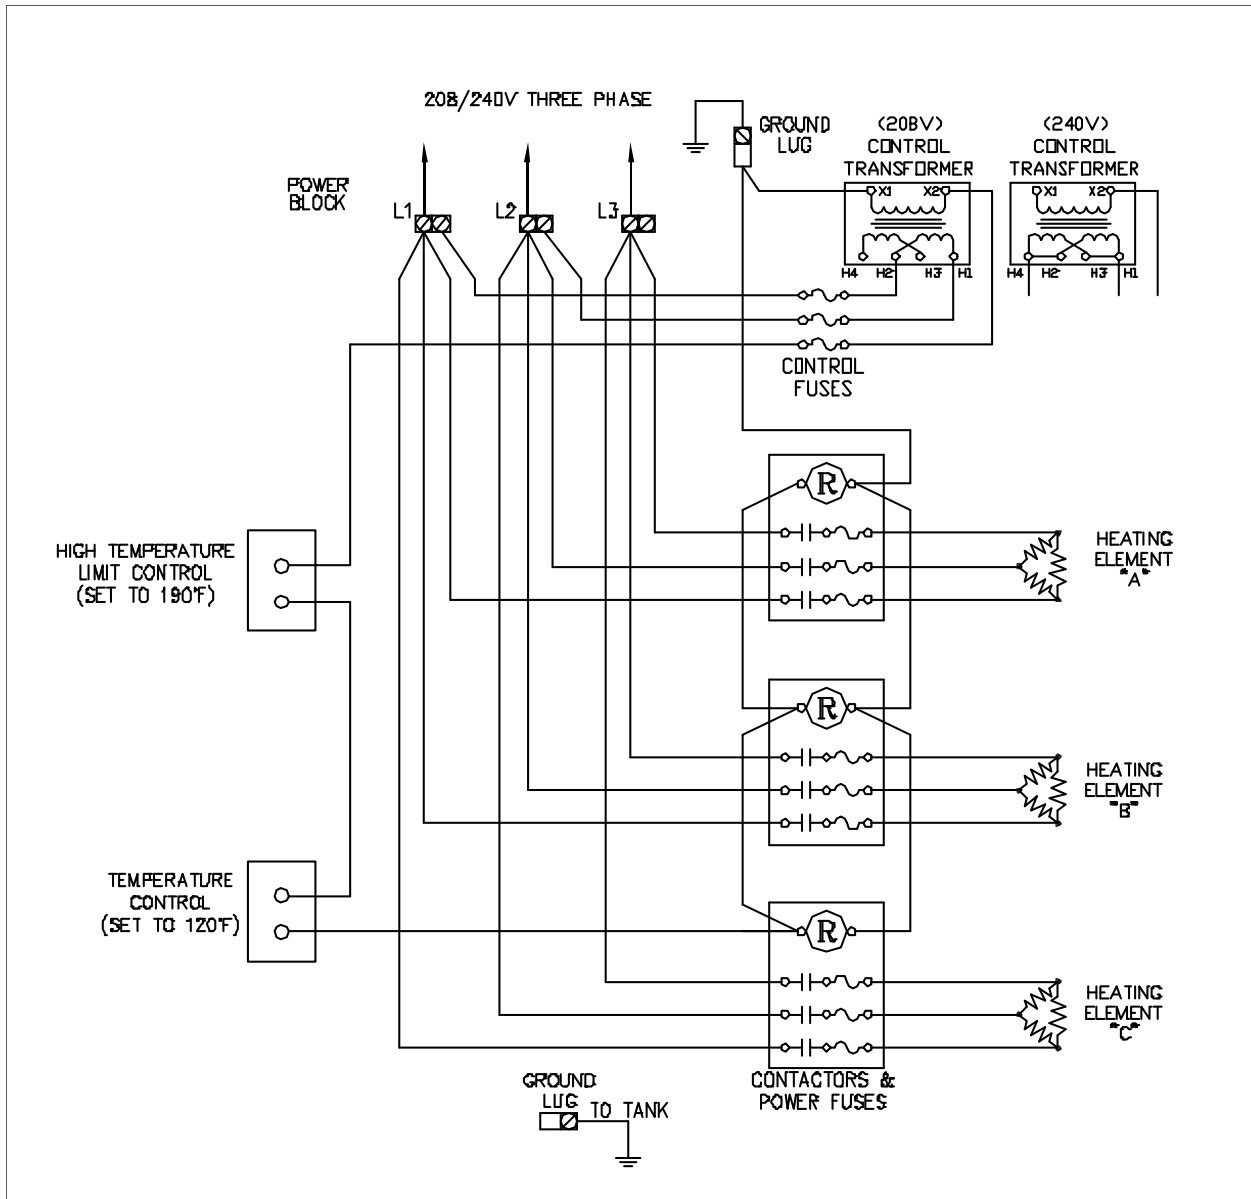 208/240V THREE PHASE
GROUND
LUG
(208V)
CONTROL
TRANSFORMER
(240V)
CONTROL
TRANSFORMER
POWER
BLOCK
L1
L2
L3
X1 X2
X1 X2
H4 H2 H3 H1
H4 H2 H3 H1
CONTROL
FUSES
R
HIGH TEMPERATURE
LIMIT CONTROL
(SET TO 190°F)
HEATING
ELEMENT
"A"
R
HEATING
ELEMENT
"B"
TEMPERATURE
CONTROL
(SET TO 120°F)
R
HEATING
ELEMENT
"C"
CONTACTORS &
POWER FUSES
GROUND
LUG
TO TANK